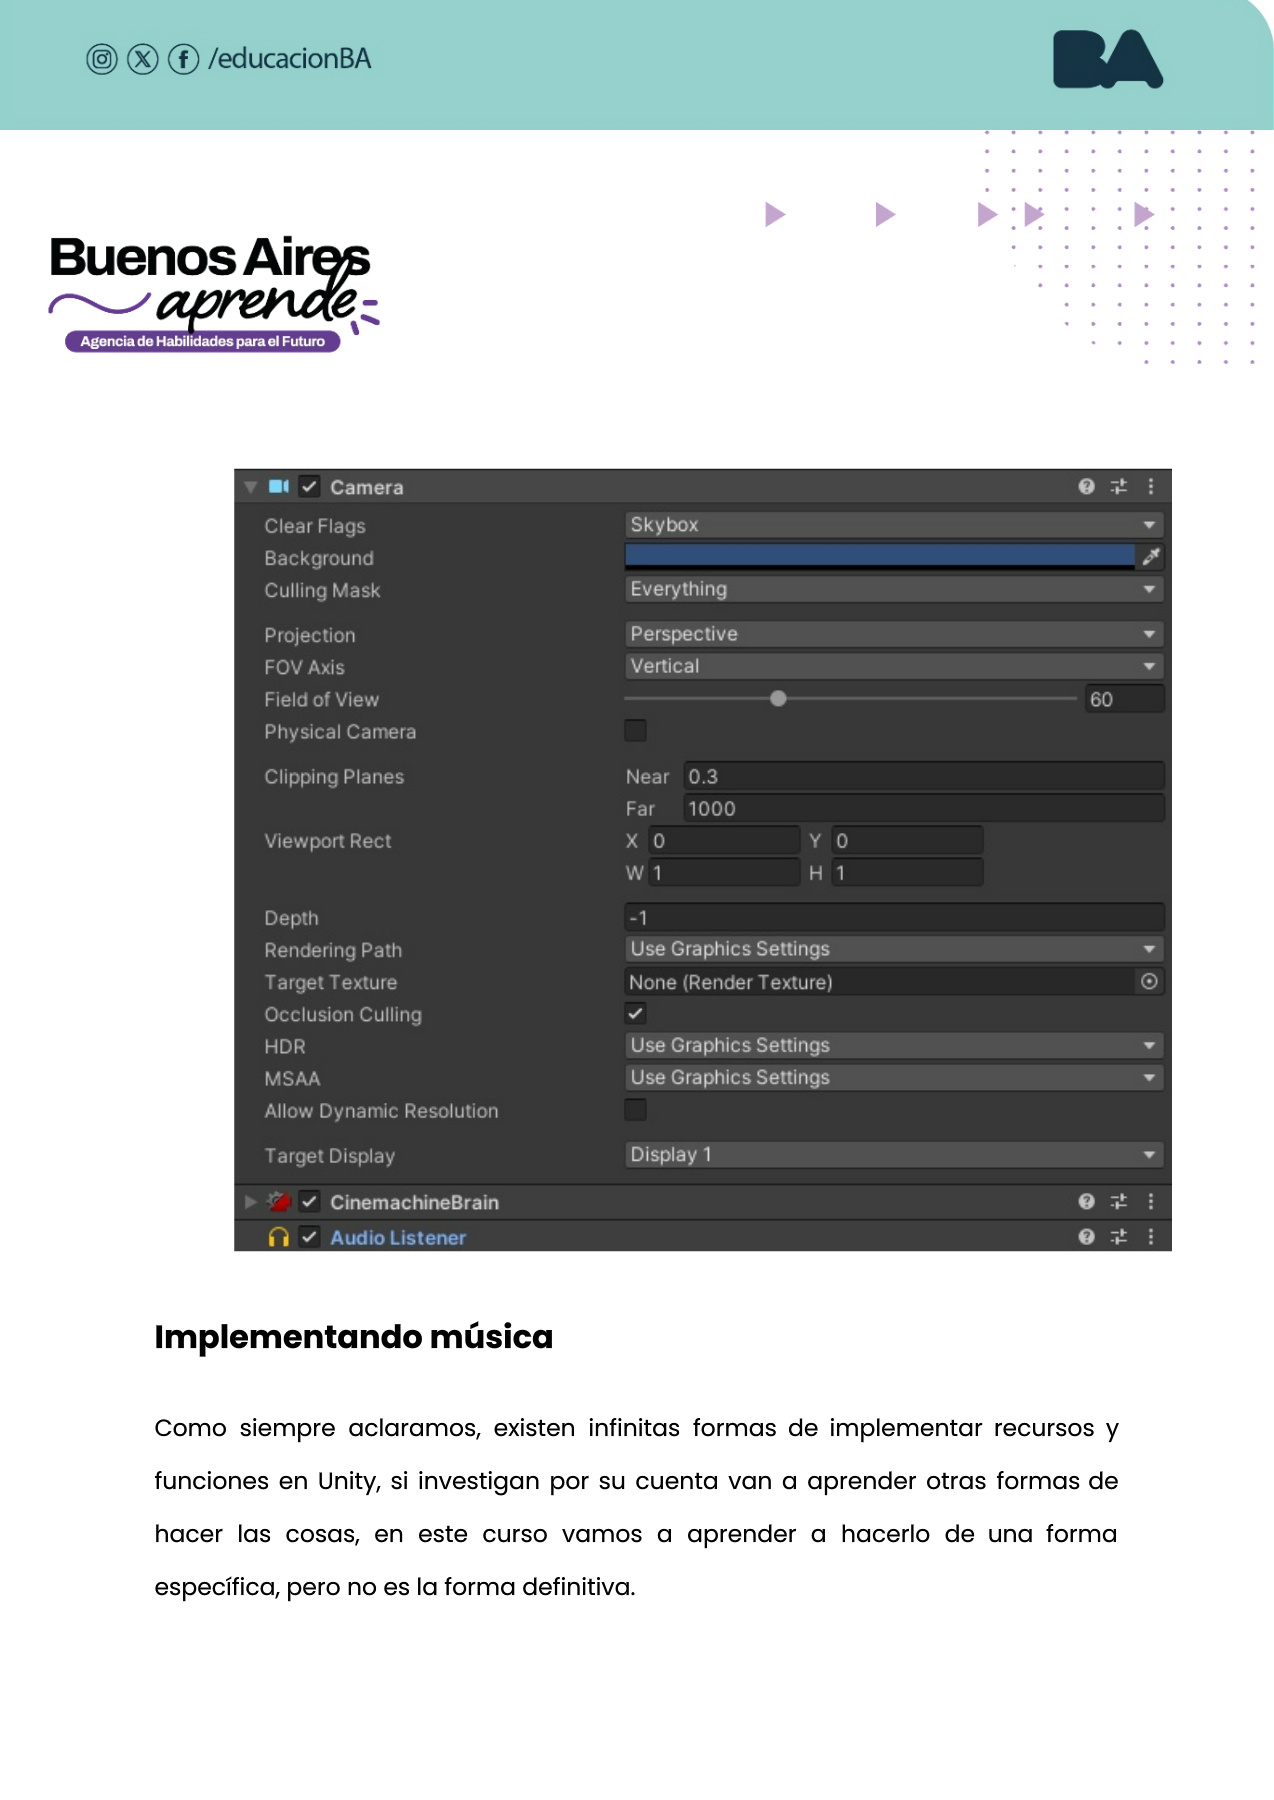 /educacionBA
BA
Buenos Aires
aprende
Agencia de Habilidades para el Futuro
Camera
Clear Flags Skybox
Background
Culling Mask Everything
Projection Perspective
FOV Axis Vertical
Field of View 60
Physical Camera
Clipping Planes Near 0.3
Far 1000
Viewport Rect X 0 Y 0
W 1 H 1
Depth -1
Rendering Path Use Graphics Settings
Target Texture None (Render Texture)
Occlusion Culling
HDR Use Graphics Settings
MSAA Use Graphics Settings
Allow Dynamic Resolution
Target Display Display 1
CinemachineBrain
Audio Listener
Implementando música
Como siempre aclaramos, existen infinitas formas de implementar recursos y
funciones en Unity, si investigan por su cuenta van a aprender otras formas de
hacer las cosas, en este curso vamos a aprender a hacerlo de una forma
específica, pero no es la forma definitiva.